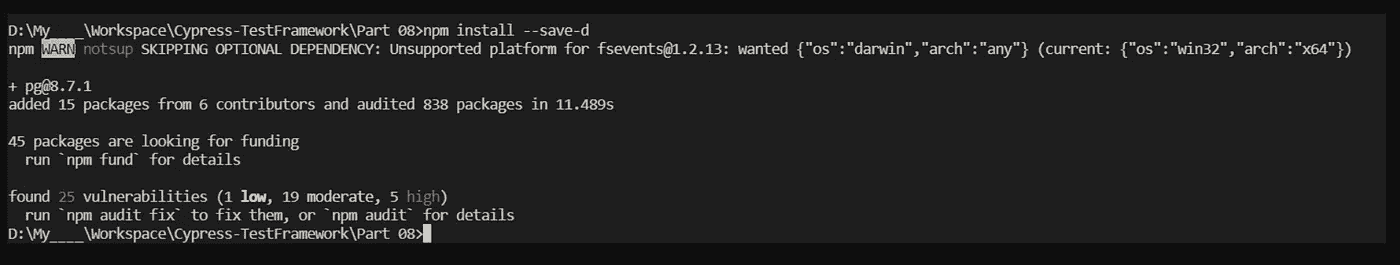 D:\My____\Workspace\Cypress-TestFramework\Part 08>npm install --save-d
npm WARN notsup SKIPPING OPTIONAL DEPENDENCY: Unsupported platform for fsevents@1.2.13: wanted {"os":"darwin","arch":"any"} (current: {"os":"win32","arch":"x64"})
+ pg@8.7.1
added 15 packages from 6 contributors and audited 838 packages in 11.489s
45 packages are looking for funding
  run `npm fund` for details
found 25 vulnerabilities (1 low, 19 moderate, 5 high)
  run `npm audit fix` to fix them, or `npm audit` for details
D:\My____\Workspace\Cypress-TestFramework\Part 08>